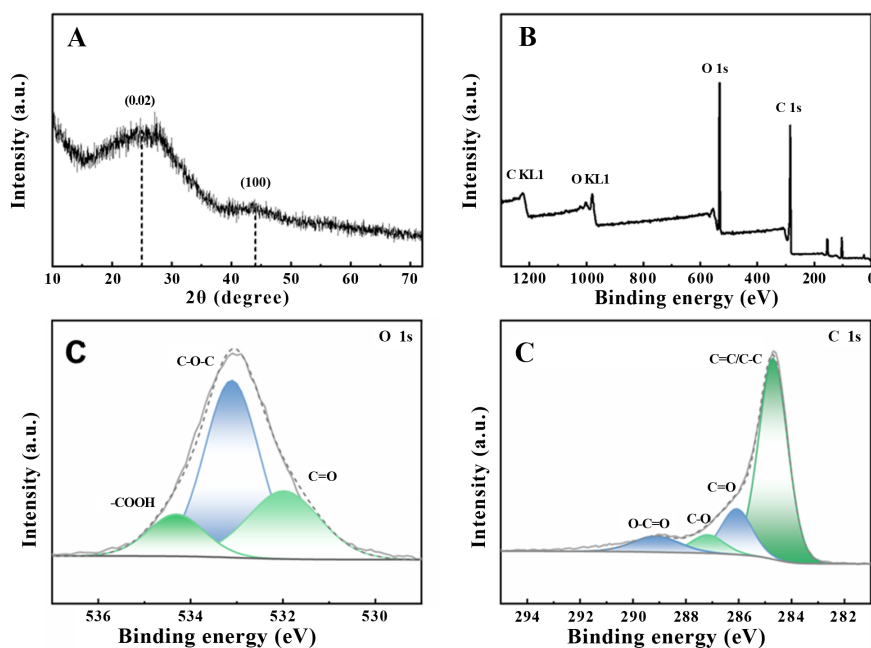 A
(0.02)
(100)
Intensity (a.u.)
10 20 30 40 50 60 70
2θ (degree)
B
O 1s
C 1s
C KL1
O KL1
Intensity (a.u.)
1200 1000 800 600 400 200 0
Binding energy (eV)
C
O 1s
C-O-C
C=O
-COOH
Intensity (a.u.)
536 534 532 530
Binding energy (eV)
C
C 1s
C=C/C-C
C=O
C-O
O-C=O
Intensity (a.u.)
294 292 290 288 286 284 282
Binding energy (eV)